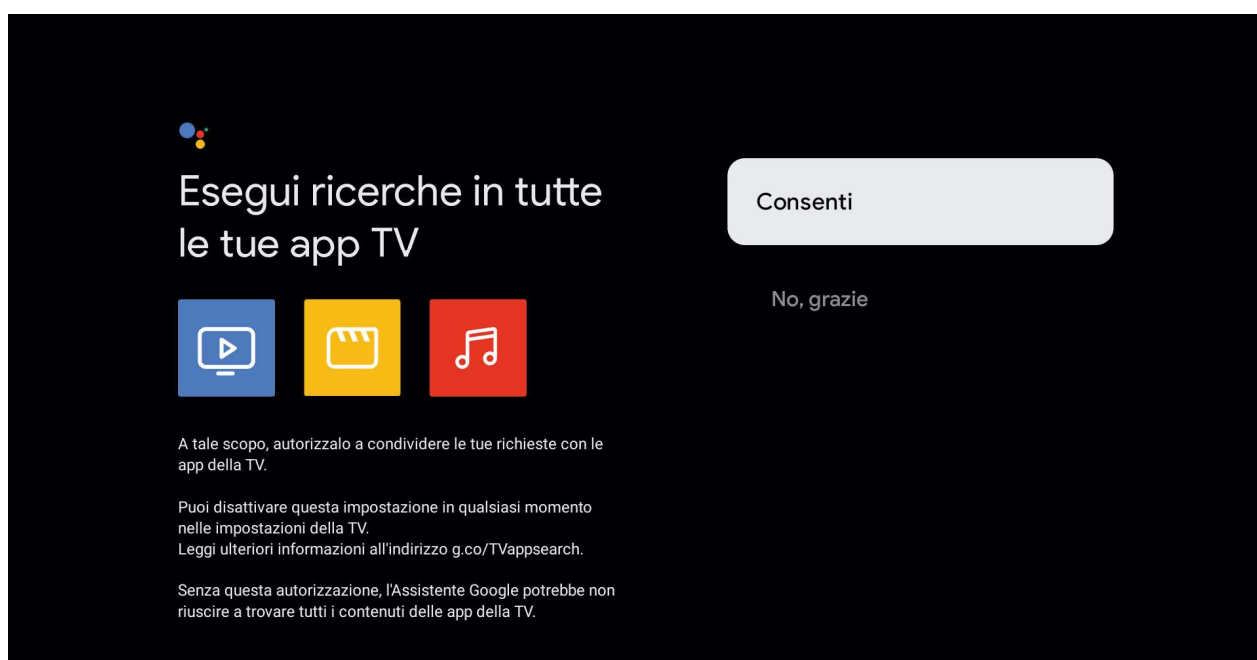 Esegui ricerche in tutte
le tue app TV
Consenti
No, grazie
A tale scopo, autorizzalo a condividere le tue richieste con le
app della TV.
Puoi disattivare questa impostazione in qualsiasi momento
nelle impostazioni della TV.
Leggi ulteriori informazioni all'indirizzo g.co/TVappsearch.
Senza questa autorizzazione, l'Assistente Google potrebbe non
riuscire a trovare tutti i contenuti delle app della TV.